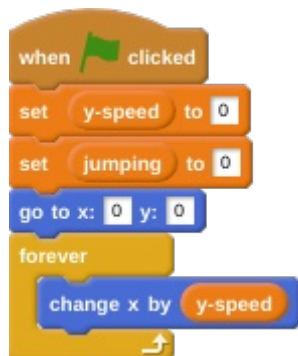 when clicked
set y-speed to 0
set jumping to 0
go to x: 0 y: 0
forever
change x by y-speed